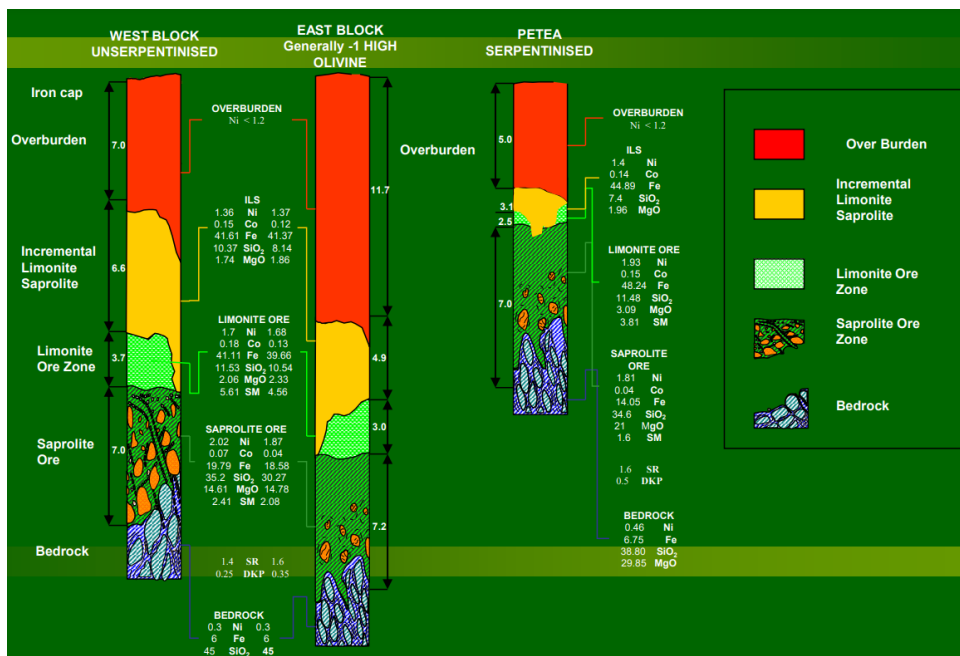 WEST BLOCK
UNSERPENTINISED
EAST BLOCK
Generally -1 HIGH
OLIVINE
PETEA
SERPENTINISED
Iron cap
Overburden
Incremental
Limonite
Saprolite
Limonite
Ore Zone
Saprolite
Ore
Bedrock
7.0
6.6
3.7
7.0
OVERBURDEN
Ni < 1.2
ILS
1.36 Ni 1.37
0.15 Co 0.12
41.61 Fe 41.37
10.37 SiO2 8.14
1.74 MgO 1.86
LIMONITE ORE
1.7 Ni 1.68
0.18 Co 0.13
41.11 Fe 39.66
11.53 SiO2 10.54
2.06 MgO 2.33
5.61 SM 4.56
SAPROLITE ORE
2.02 Ni 1.87
0.07 Co 0.04
19.79 Fe 18.58
35.2 SiO2 30.27
14.61 MgO 14.78
2.41 SM 2.08
1.4 SR 1.6
0.25 DKP 0.35
BEDROCK
0.3 Ni 0.3
6 Fe 6
45 SiO2 45
11.7
4.9
3.0
7.2
Overburden
5.0
3.1
2.5
7.0
OVERBURDEN
Ni < 1.2
ILS
1.4 Ni
0.14 Co
44.89 Fe
7.4 SiO2
1.96 MgO
LIMONITE ORE
1.93 Ni
0.15 Co
48.24 Fe
11.48 SiO2
3.09 MgO
3.81 SM
SAPROLITE
ORE
1.81 Ni
0.04 Co
14.05 Fe
34.6 SiO2
21 MgO
1.6 SM
1.6 SR
0.5 DKP
BEDROCK
0.46 Ni
6.75 Fe
38.80 SiO2
29.85 MgO
Over Burden
Incremental
Limonite
Saprolite
Limonite Ore
Zone
Saprolite Ore
Zone
Bedrock